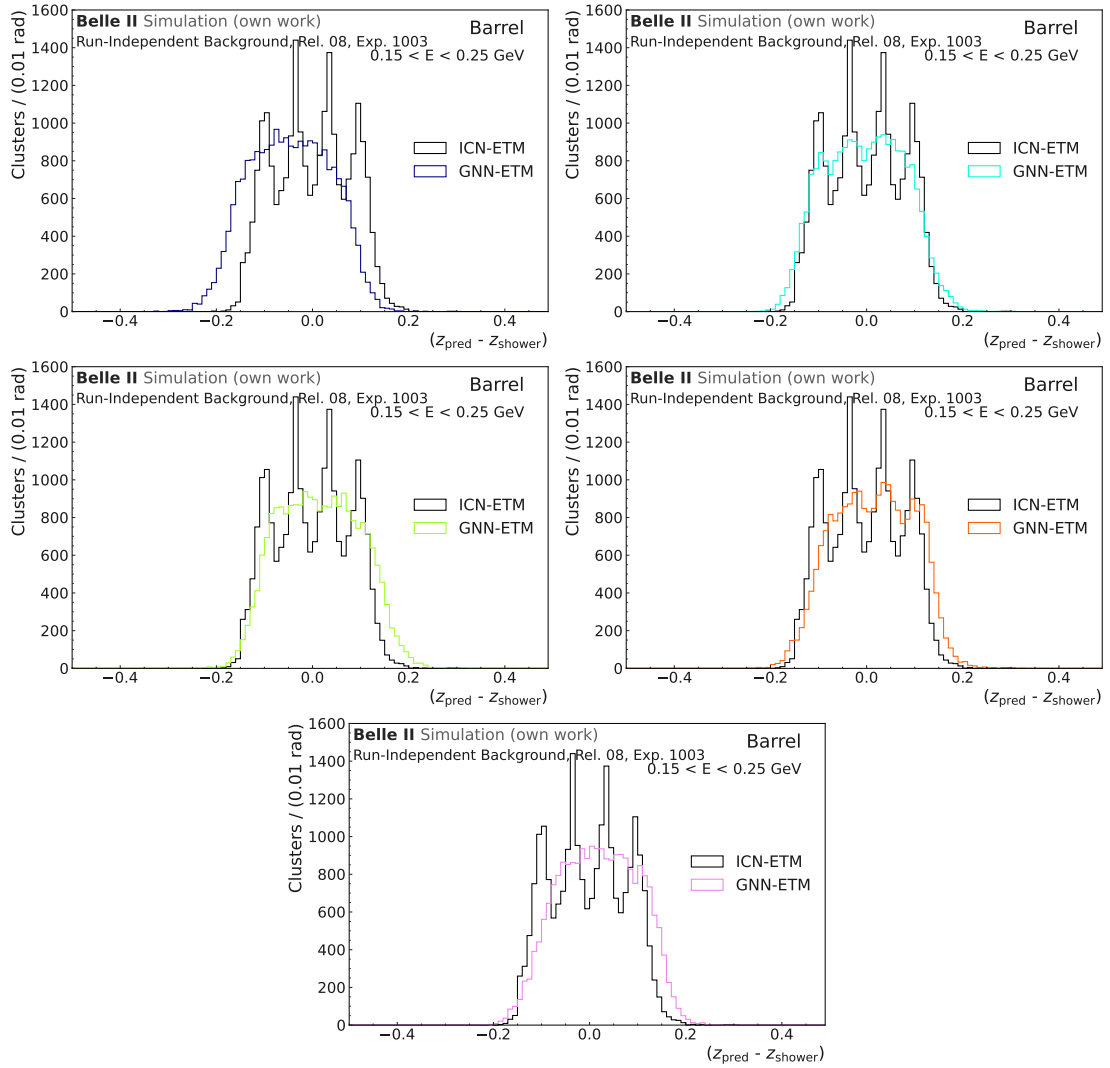 Belle II Simulation (own work)
Barrel
Run-Independent Background, Rel. 08, Exp. 1003
0.15 < E < 0.25 GeV
ICN-ETM
GNN-ETM
Clusters / (0.01 rad)
1600
1400
1200
1000
800
600
400
200
0
−0.4 −0.2 0.0 0.2 0.4
(z_pred - z_shower)
Belle II Simulation (own work)
Barrel
Run-Independent Background, Rel. 08, Exp. 1003
0.15 < E < 0.25 GeV
ICN-ETM
GNN-ETM
Clusters / (0.01 rad)
1600
1400
1200
1000
800
600
400
200
0
−0.4 −0.2 0.0 0.2 0.4
(z_pred - z_shower)
Belle II Simulation (own work)
Barrel
Run-Independent Background, Rel. 08, Exp. 1003
0.15 < E < 0.25 GeV
ICN-ETM
GNN-ETM
Clusters / (0.01 rad)
1600
1400
1200
1000
800
600
400
200
0
−0.4 −0.2 0.0 0.2 0.4
(z_pred - z_shower)
Belle II Simulation (own work)
Barrel
Run-Independent Background, Rel. 08, Exp. 1003
0.15 < E < 0.25 GeV
ICN-ETM
GNN-ETM
Clusters / (0.01 rad)
1600
1400
1200
1000
800
600
400
200
0
−0.4 −0.2 0.0 0.2 0.4
(z_pred - z_shower)
Belle II Simulation (own work)
Barrel
Run-Independent Background, Rel. 08, Exp. 1003
0.15 < E < 0.25 GeV
ICN-ETM
GNN-ETM
Clusters / (0.01 rad)
1600
1400
1200
1000
800
600
400
200
0
−0.4 −0.2 0.0 0.2 0.4
(z_pred - z_shower)